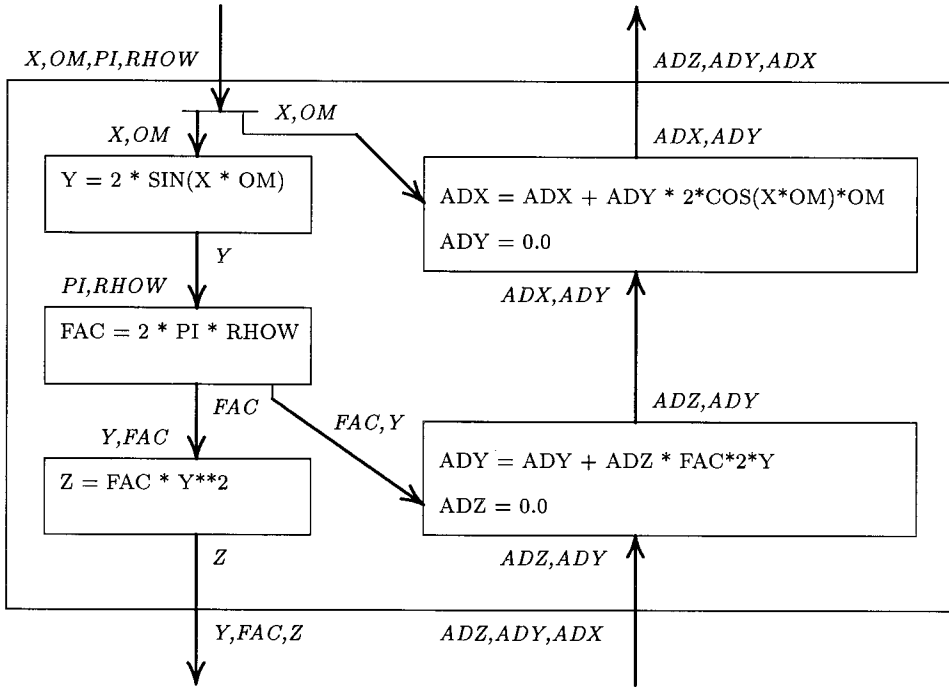 X,OM,PI,RHOW
ADZ,ADY,ADX
X,OM
X,OM
ADX,ADY
Y = 2 * SIN(X * OM)
ADX = ADX + ADY * 2*COS(X*OM)*OM
ADY = 0.0
Y
PI,RHOW
ADX,ADY
FAC = 2 * PI * RHOW
FAC
FAC,Y
ADZ,ADY
Y,FAC
Z = FAC * Y**2
ADY = ADY + ADZ * FAC*2*Y
ADZ = 0.0
Z
ADZ,ADY
Y,FAC,Z
ADZ,ADY,ADX